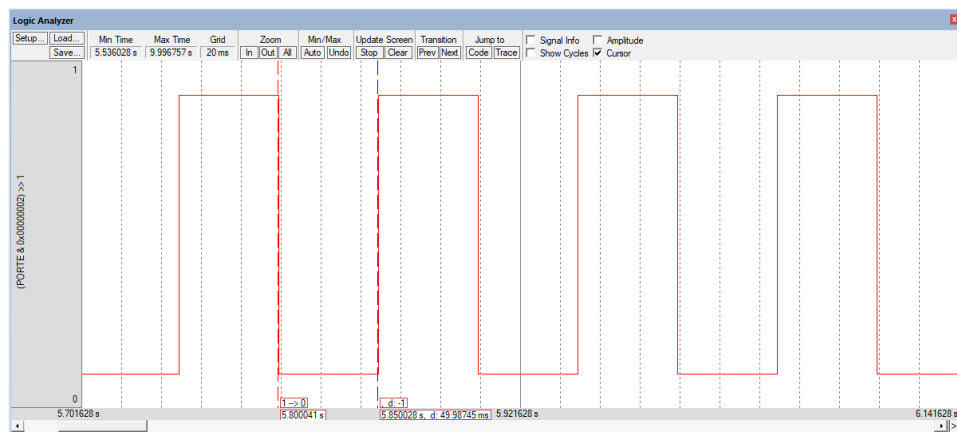 Logic Analyzer
Setup... Load... Min Time Max Time Grid Zoom Min/Max Update Screen Transition Jump to Signal Info Amplitude
Save... 5.536028 s 9.996757 s 20 ms In Out All Auto Undo Stop Clear Prev Next Code Trace Show Cycles Cursor
1
(PORTE & 0x00000002) >> 1
0
1 --> 0
, d: -1
5.701628 s 5.800041 s 5.850028 s, d: 49.98745 ms 5.921628 s 6.141628 s